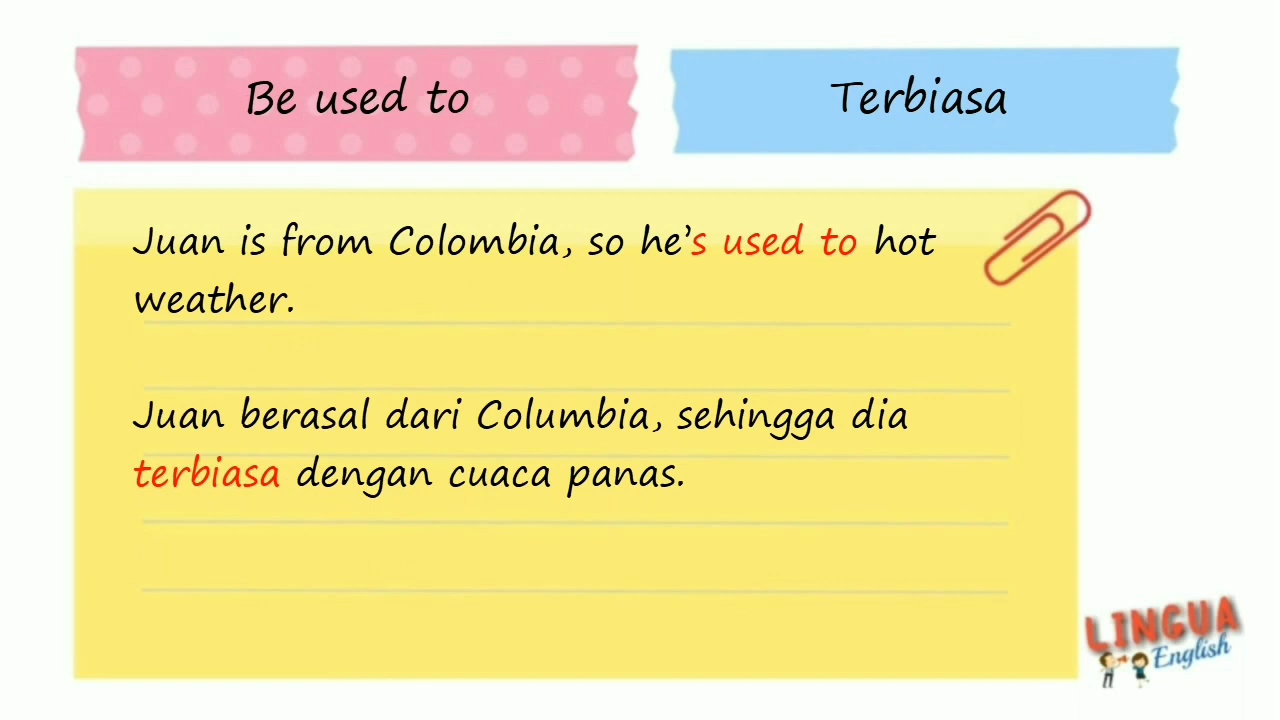 Be used to
Terbiasa
Juan is from Colombia, so he's used to hot
weather.
Juan berasal dari Columbia, sehingga dia
terbiasa dengan cuaca panas.
LINGUA
English